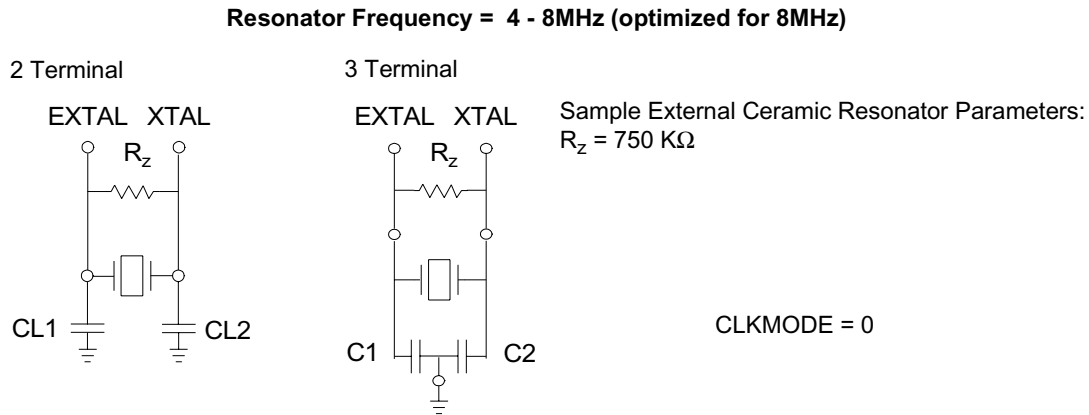 Resonator Frequency = 4 - 8MHz (optimized for 8MHz)
2 Terminal
3 Terminal
EXTAL XTAL
EXTAL XTAL
Sample External Ceramic Resonator Parameters:
Rz = 750 KΩ
Rz
Rz
CL1
CL2
C1
C2
CLKMODE = 0